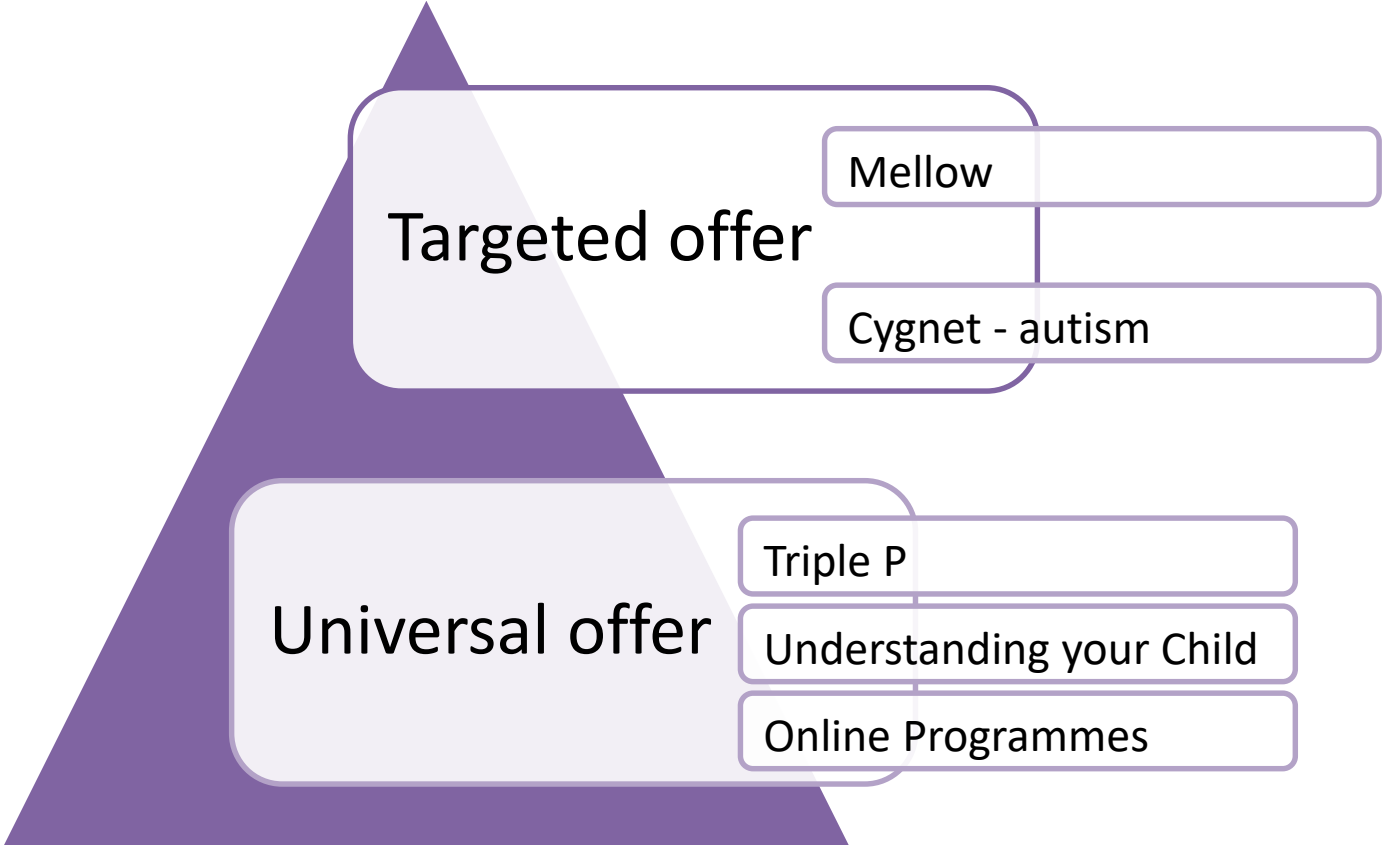 Targeted offer
Mellow
Cygnet - autism
Universal offer
Triple P
Understanding your Child
Online Programmes